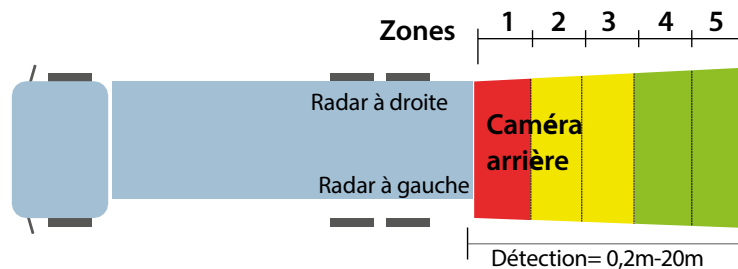 Zones 1 2 3 4 5
Radar à droite
Caméra
arrière
Radar à gauche
Détection= 0,2m-20m